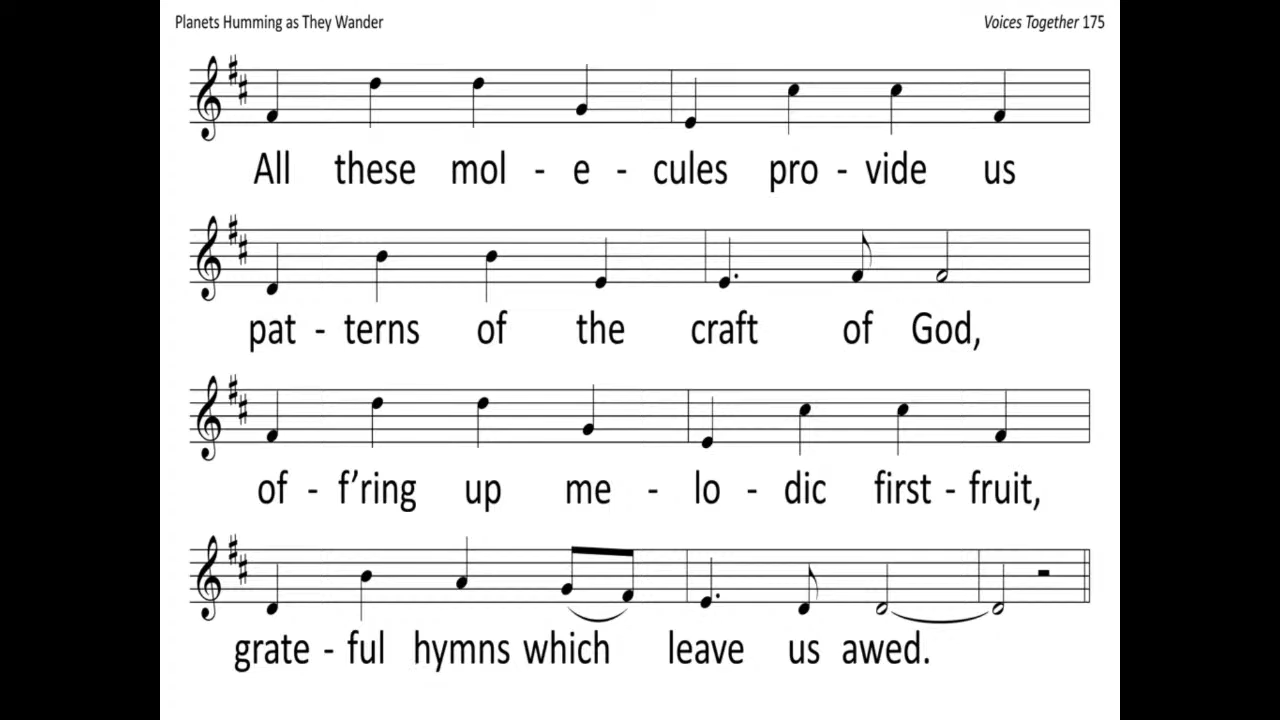 Planets Humming as They Wander Voices Together 175
All these mol - e - cules pro - vide us
pat - terns of the craft of God,
of - f’ring up me - lo - dic first - fruit,
grate - ful hymns which leave us awed.